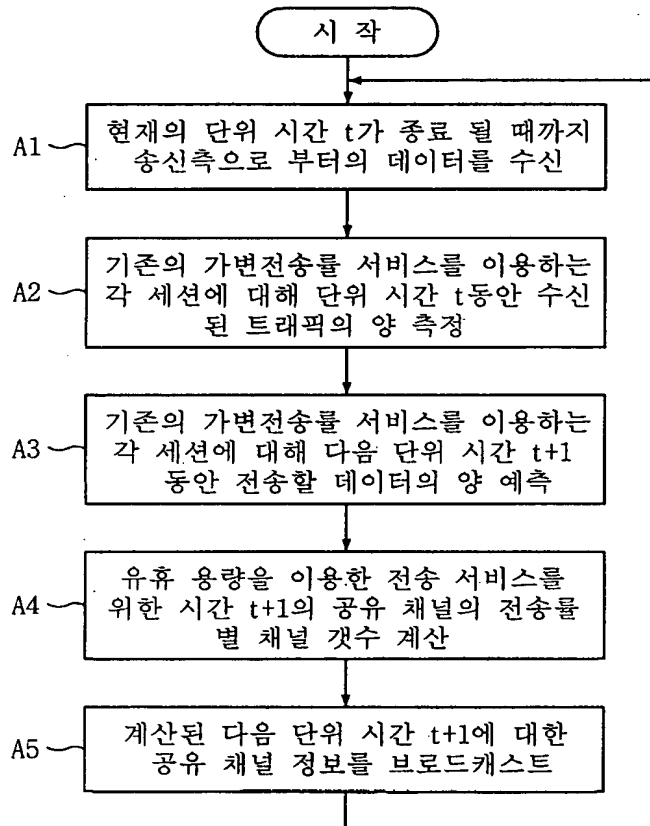 시 작
A1
현재의 단위 시간 t가 종료 될 때까지
송신측으로 부터의 데이터를 수신
A2
기존의 가변전송률 서비스를 이용하는
각 세션에 대해 단위 시간 t동안 수신
된 트래픽의 양 측정
A3
기존의 가변전송률 서비스를 이용하는
각 세션에 대해 다음 단위 시간 t+1
동안 전송할 데이터의 양 예측
A4
유휴 용량을 이용한 전송 서비스를
위한 시간 t+1의 공유 채널의 전송률
별 채널 갯수 계산
A5
계산된 다음 단위 시간 t+1에 대한
공유 채널 정보를 브로드캐스트